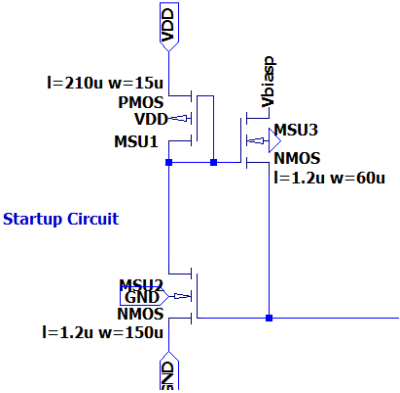 VDD
l=210u w=15u
PMOS
VDD
MSU1
Vbiasp
MSU3
NMOS
l=1.2u w=60u
Startup Circuit
MSU2
GND
NMOS
l=1.2u w=150u
GND